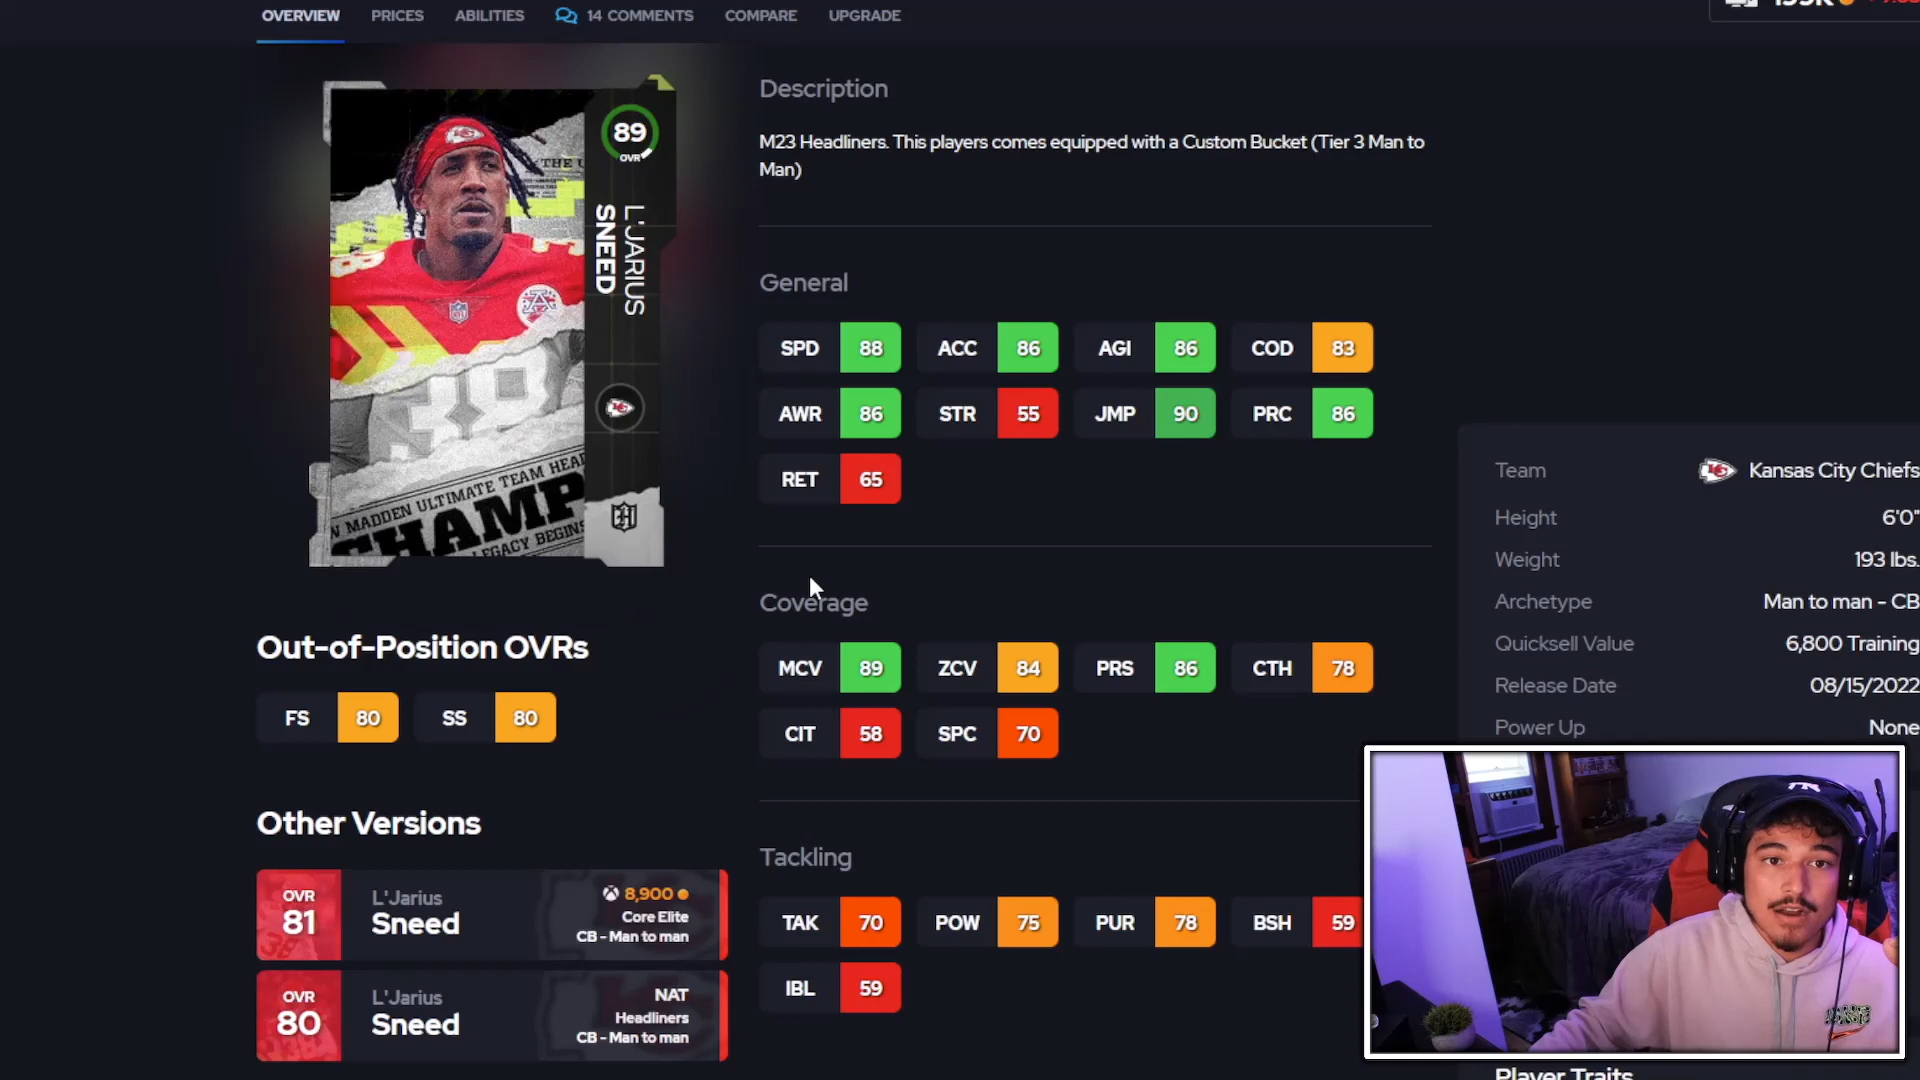 OVERVIEW PRICES ABILITIES 14 COMMENTS COMPARE UPGRADE
89
OVR
L'JARIUS
SNEED
MADDEN ULTIMATE TEAM HEAD
CHAMP
LEGACY BEGINS
Description
M23 Headliners. This players comes equipped with a Custom Bucket (Tier 3 Man to
Man)
General
SPD 88 ACC 86 AGI 86 COD 83
AWR 86 STR 55 JMP 90 PRC 86
RET 65
Coverage
MCV 89 ZCV 84 PRS 86 CTH 78
CIT 58 SPC 70
Tackling
TAK 70 POW 75 PUR 78 BSH 59
IBL 59
Out-of-Position OVRs
FS 80 SS 80
Other Versions
OVR
81
L'Jarius
Sneed
8,900
Core Elite
CB - Man to man
OVR
80
L'Jarius
Sneed
NAT
Headliners
CB - Man to man
Team Kansas City Chiefs
Height 6'0"
Weight 193 lbs.
Archetype Man to man - CB
Quicksell Value 6,800 Training
Release Date 08/15/2022
Power Up None
Player Traits